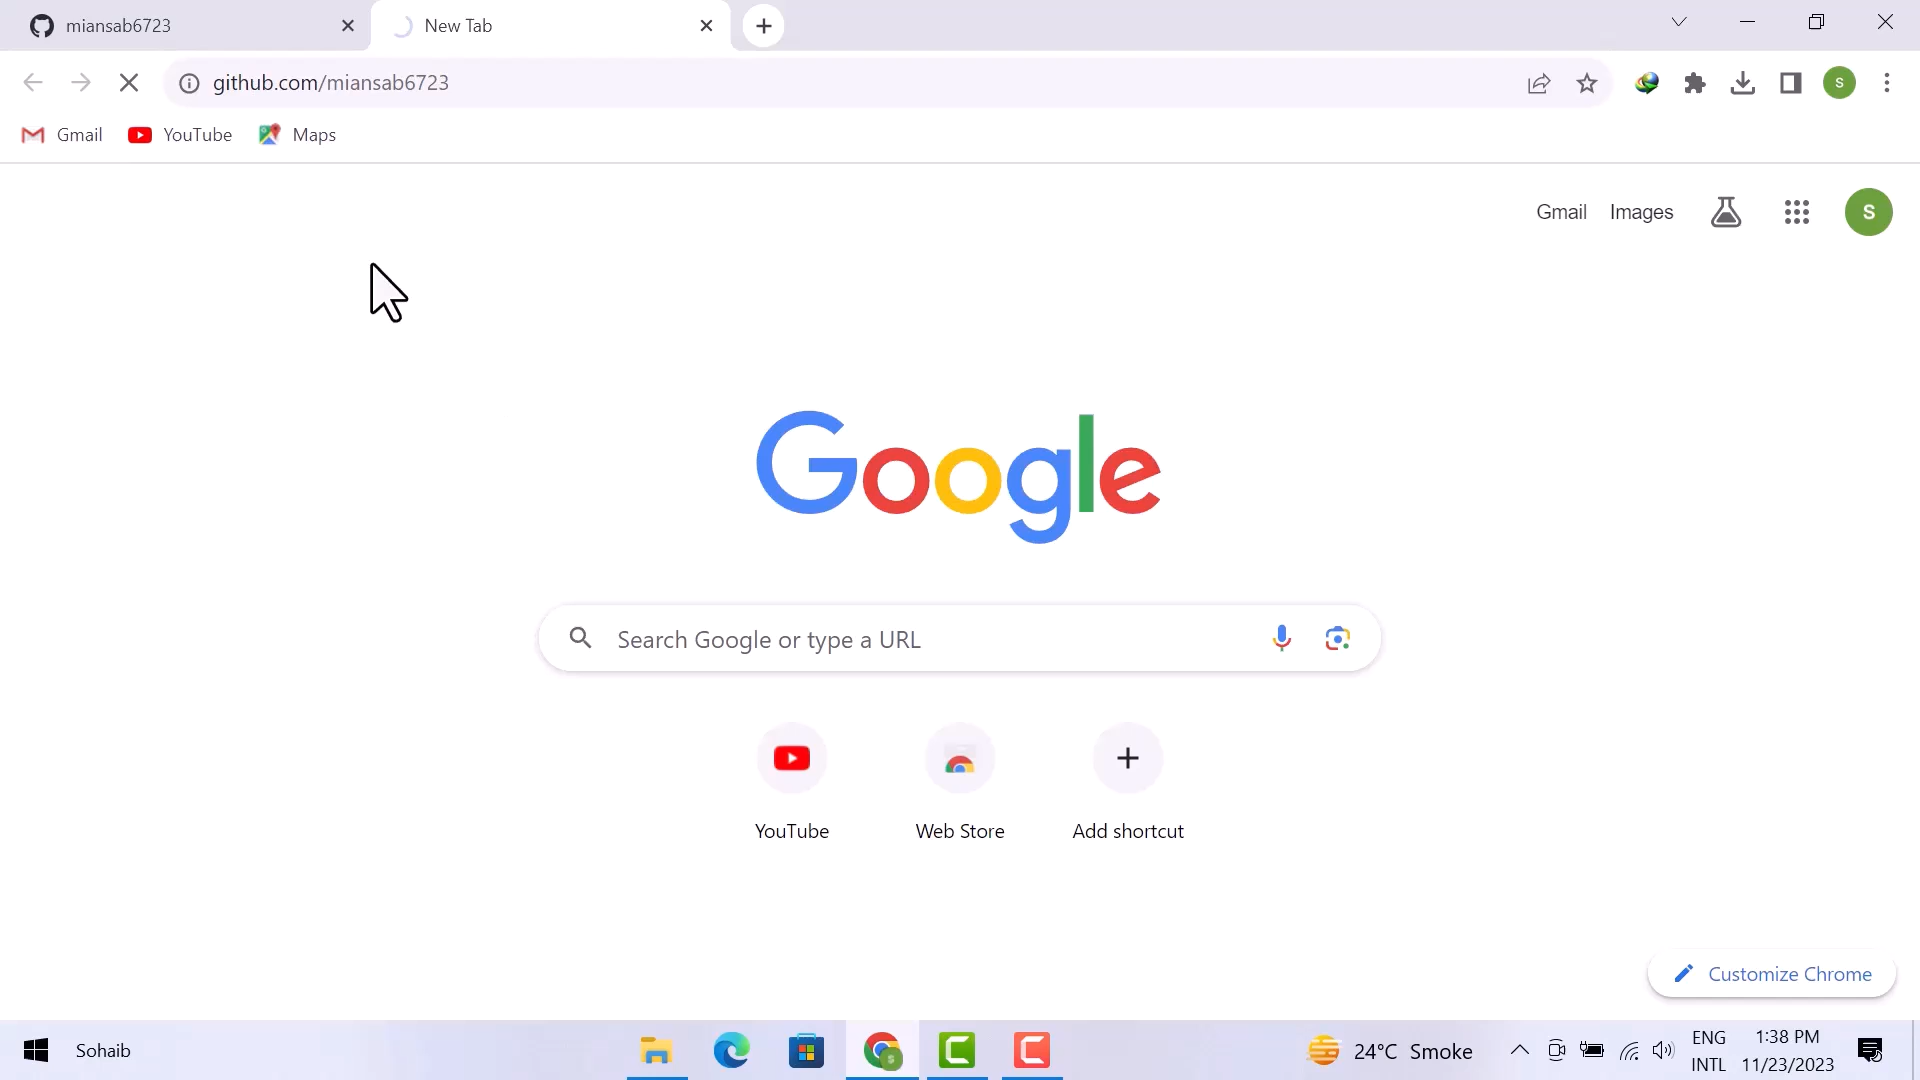 miansab6723
New Tab
github.com/miansab6723
Gmail
YouTube
Maps
Gmail
Images
S
S
Google
Search Google or type a URL
YouTube
Web Store
Add shortcut
Customize Chrome
Sohaib
S
24°C Smoke
ENG
INTL
1:38 PM
11/23/2023